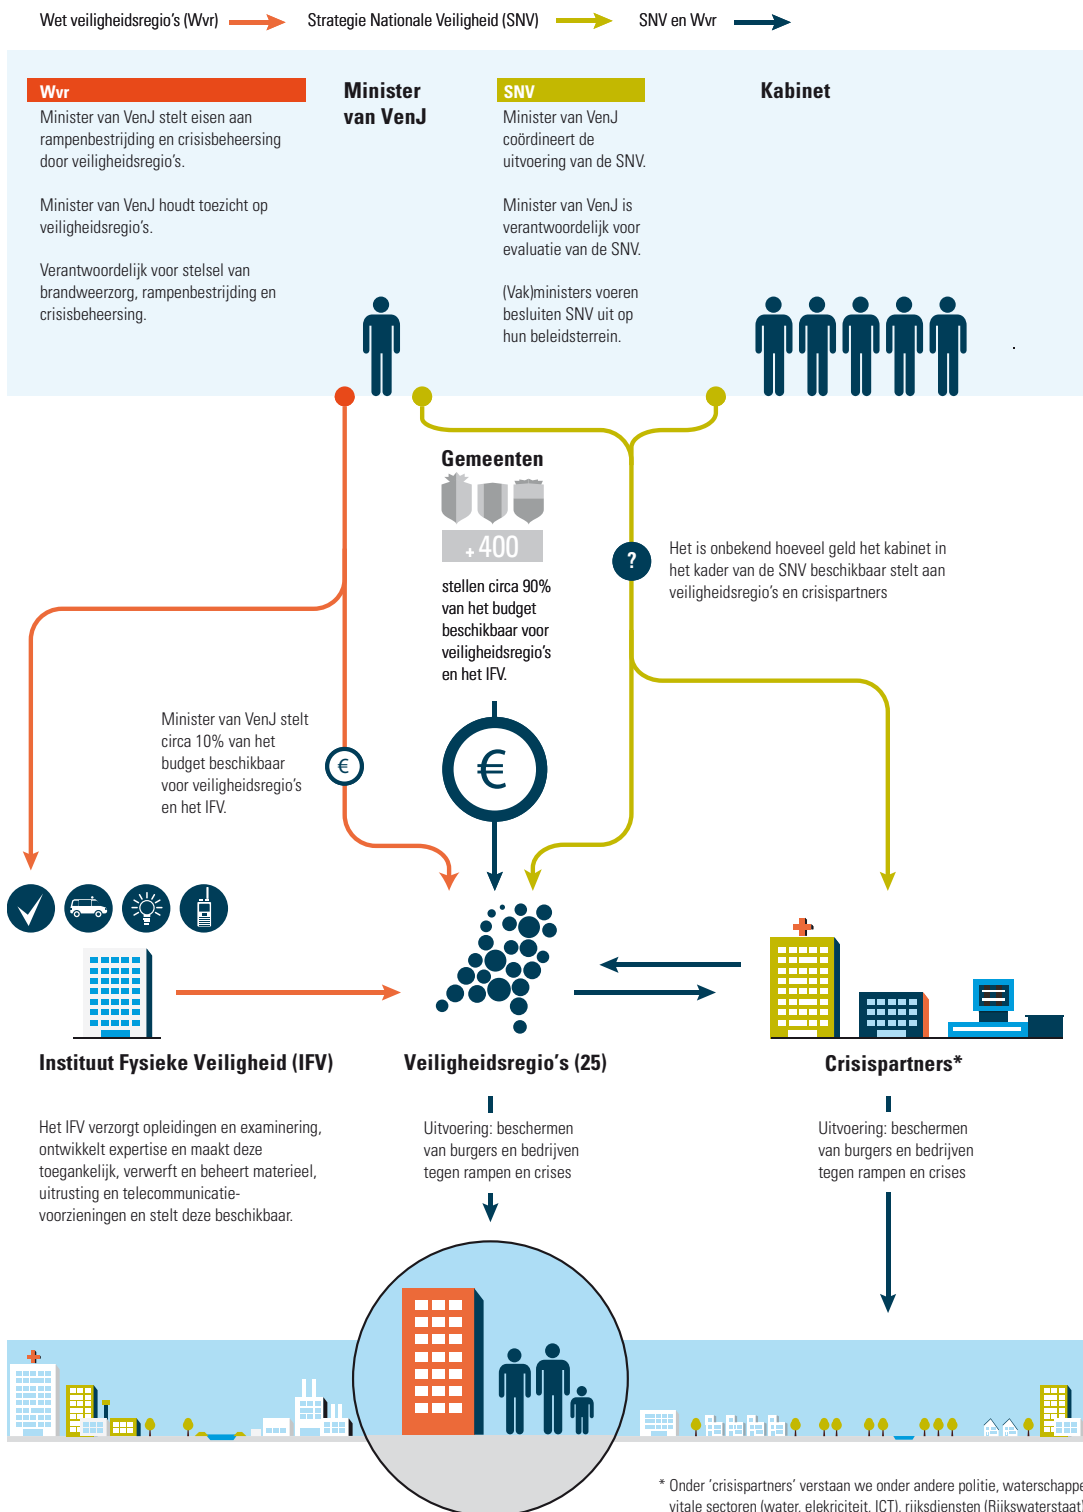 Wet veiligheidsregio's (Wvr)
Strategie Nationale Veiligheid (SNV)
SNV en Wvr
Wvr
Minister van VenJ stelt eisen aan
rampenbestrijding en crisisbeheersing
door veiligheidsregio's.
Minister van VenJ houdt toezicht op
veiligheidsregio's.
Verantwoordelijk voor stelsel van
brandweerzorg, rampenbestrijding en
crisisbeheersing.
Minister
van VenJ
SNV
Minister van VenJ
coördineert de
uitvoering van de SNV.
Minister van VenJ is
verantwoordelijk voor
evaluatie van de SNV.
(Vak)ministers voeren
besluiten SNV uit op
hun beleidsterrein.
Kabinet
Gemeenten
+ 400
stellen circa 90%
van het budget
beschikbaar voor
veiligheidsregio's
en het IFV.
?
Het is onbekend hoeveel geld het kabinet in
het kader van de SNV beschikbaar stelt aan
veiligheidsregio's en crisispartners
Minister van VenJ stelt
circa 10% van het
budget beschikbaar
voor veiligheidsregio's
en het IFV.
€
€
Instituut Fysieke Veiligheid (IFV)
Het IFV verzorgt opleidingen en examinering,
ontwikkelt expertise en maakt deze
toegankelijk, verwerft en beheert materieel,
uitrusting en telecommunicatie-
voorzieningen en stelt deze beschikbaar.
Veiligheidsregio's (25)
Uitvoering: beschermen
van burgers en bedrijven
tegen rampen en crises
Crisispartners*
Uitvoering: beschermen
van burgers en bedrijven
tegen rampen en crises
* Onder 'crisispartners' verstaan we onder andere politie, waterschappe
vitale sectoren (water, elekriciteit, ICT), rijksdiensten (Rijkswaterstaat)